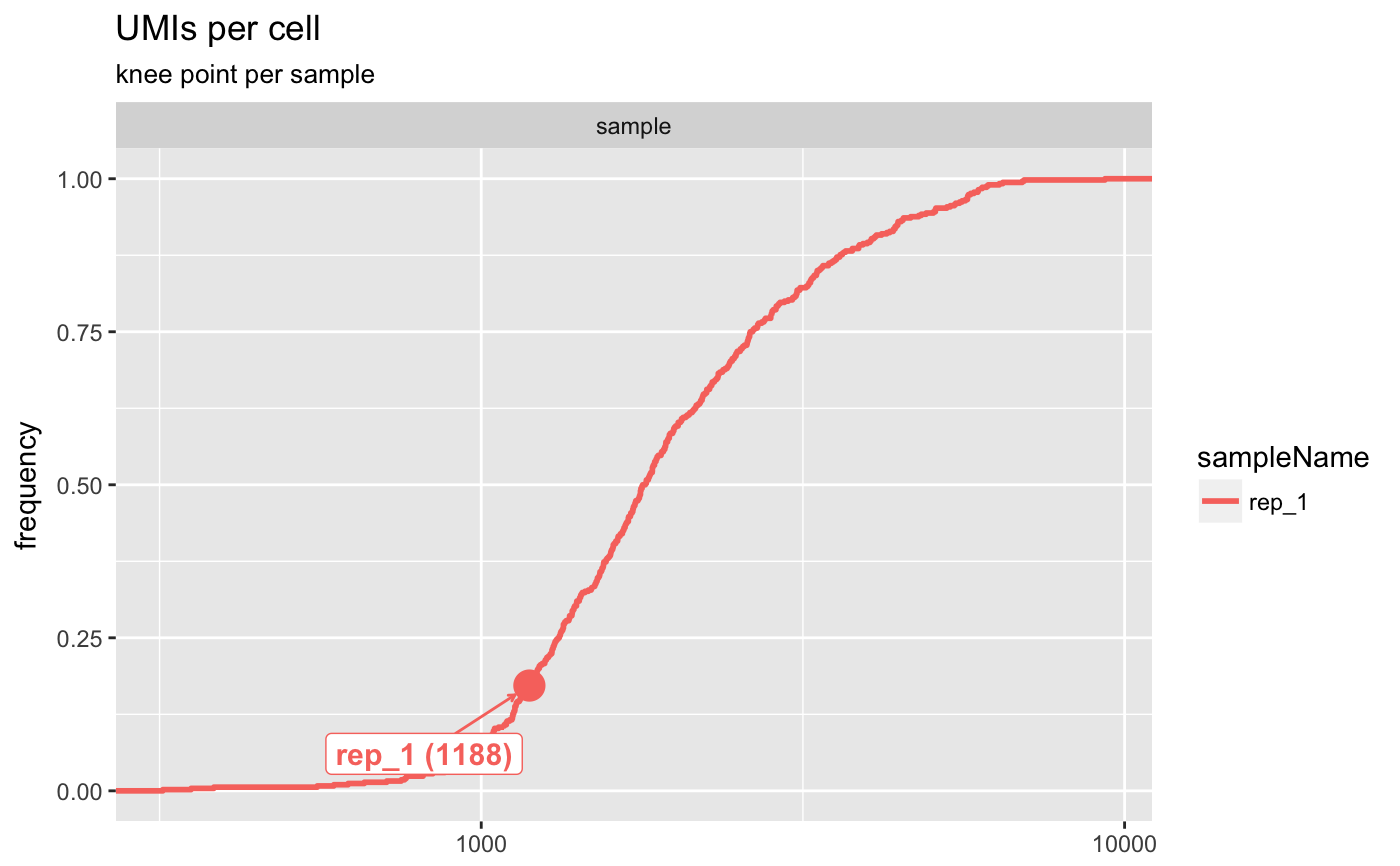 UMIs per cell
knee point per sample
sample
1.00
0.75
0.50
0.25
0.00
frequency
rep_1 (1188)
1000
10000
sampleName
rep_1